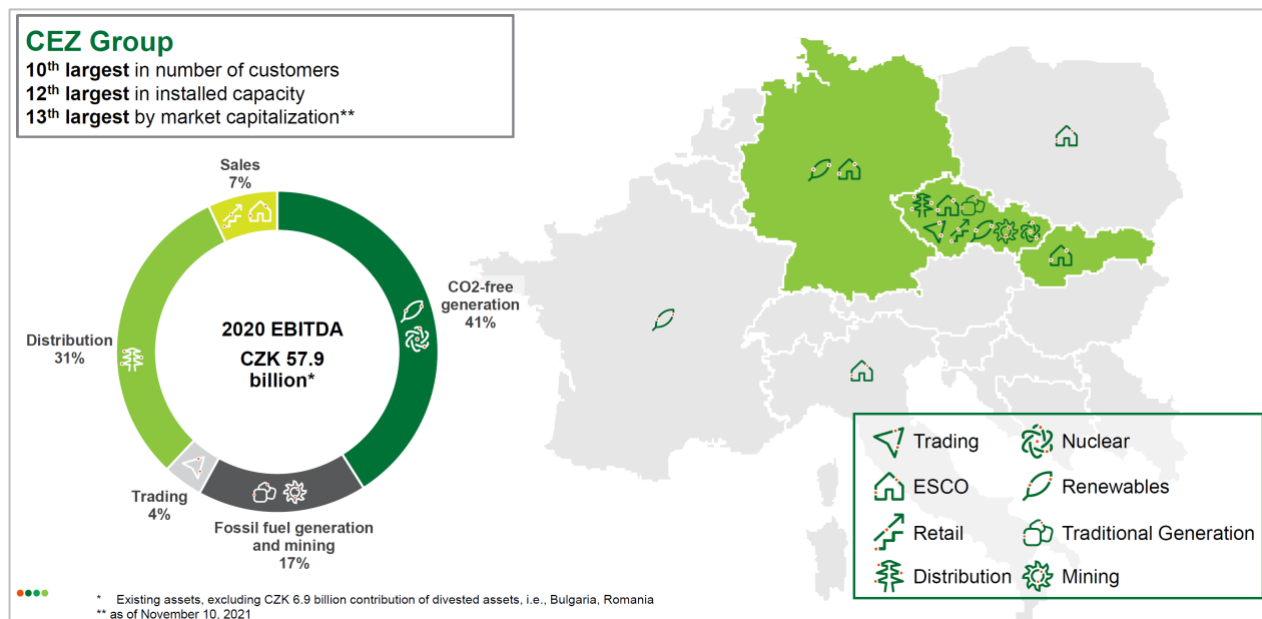 CEZ Group
10th largest in number of customers
12th largest in installed capacity
13th largest by market capitalization**
Sales
7%
CO2-free
generation
41%
2020 EBITDA
CZK 57.9
billion*
Distribution
31%
Trading
4%
Fossil fuel generation
and mining
17%
Trading
Nuclear
ESCO
Renewables
Retail
Traditional Generation
Distribution
Mining
* Existing assets, excluding CZK 6.9 billion contribution of divested assets, i.e., Bulgaria, Romania
** as of November 10, 2021